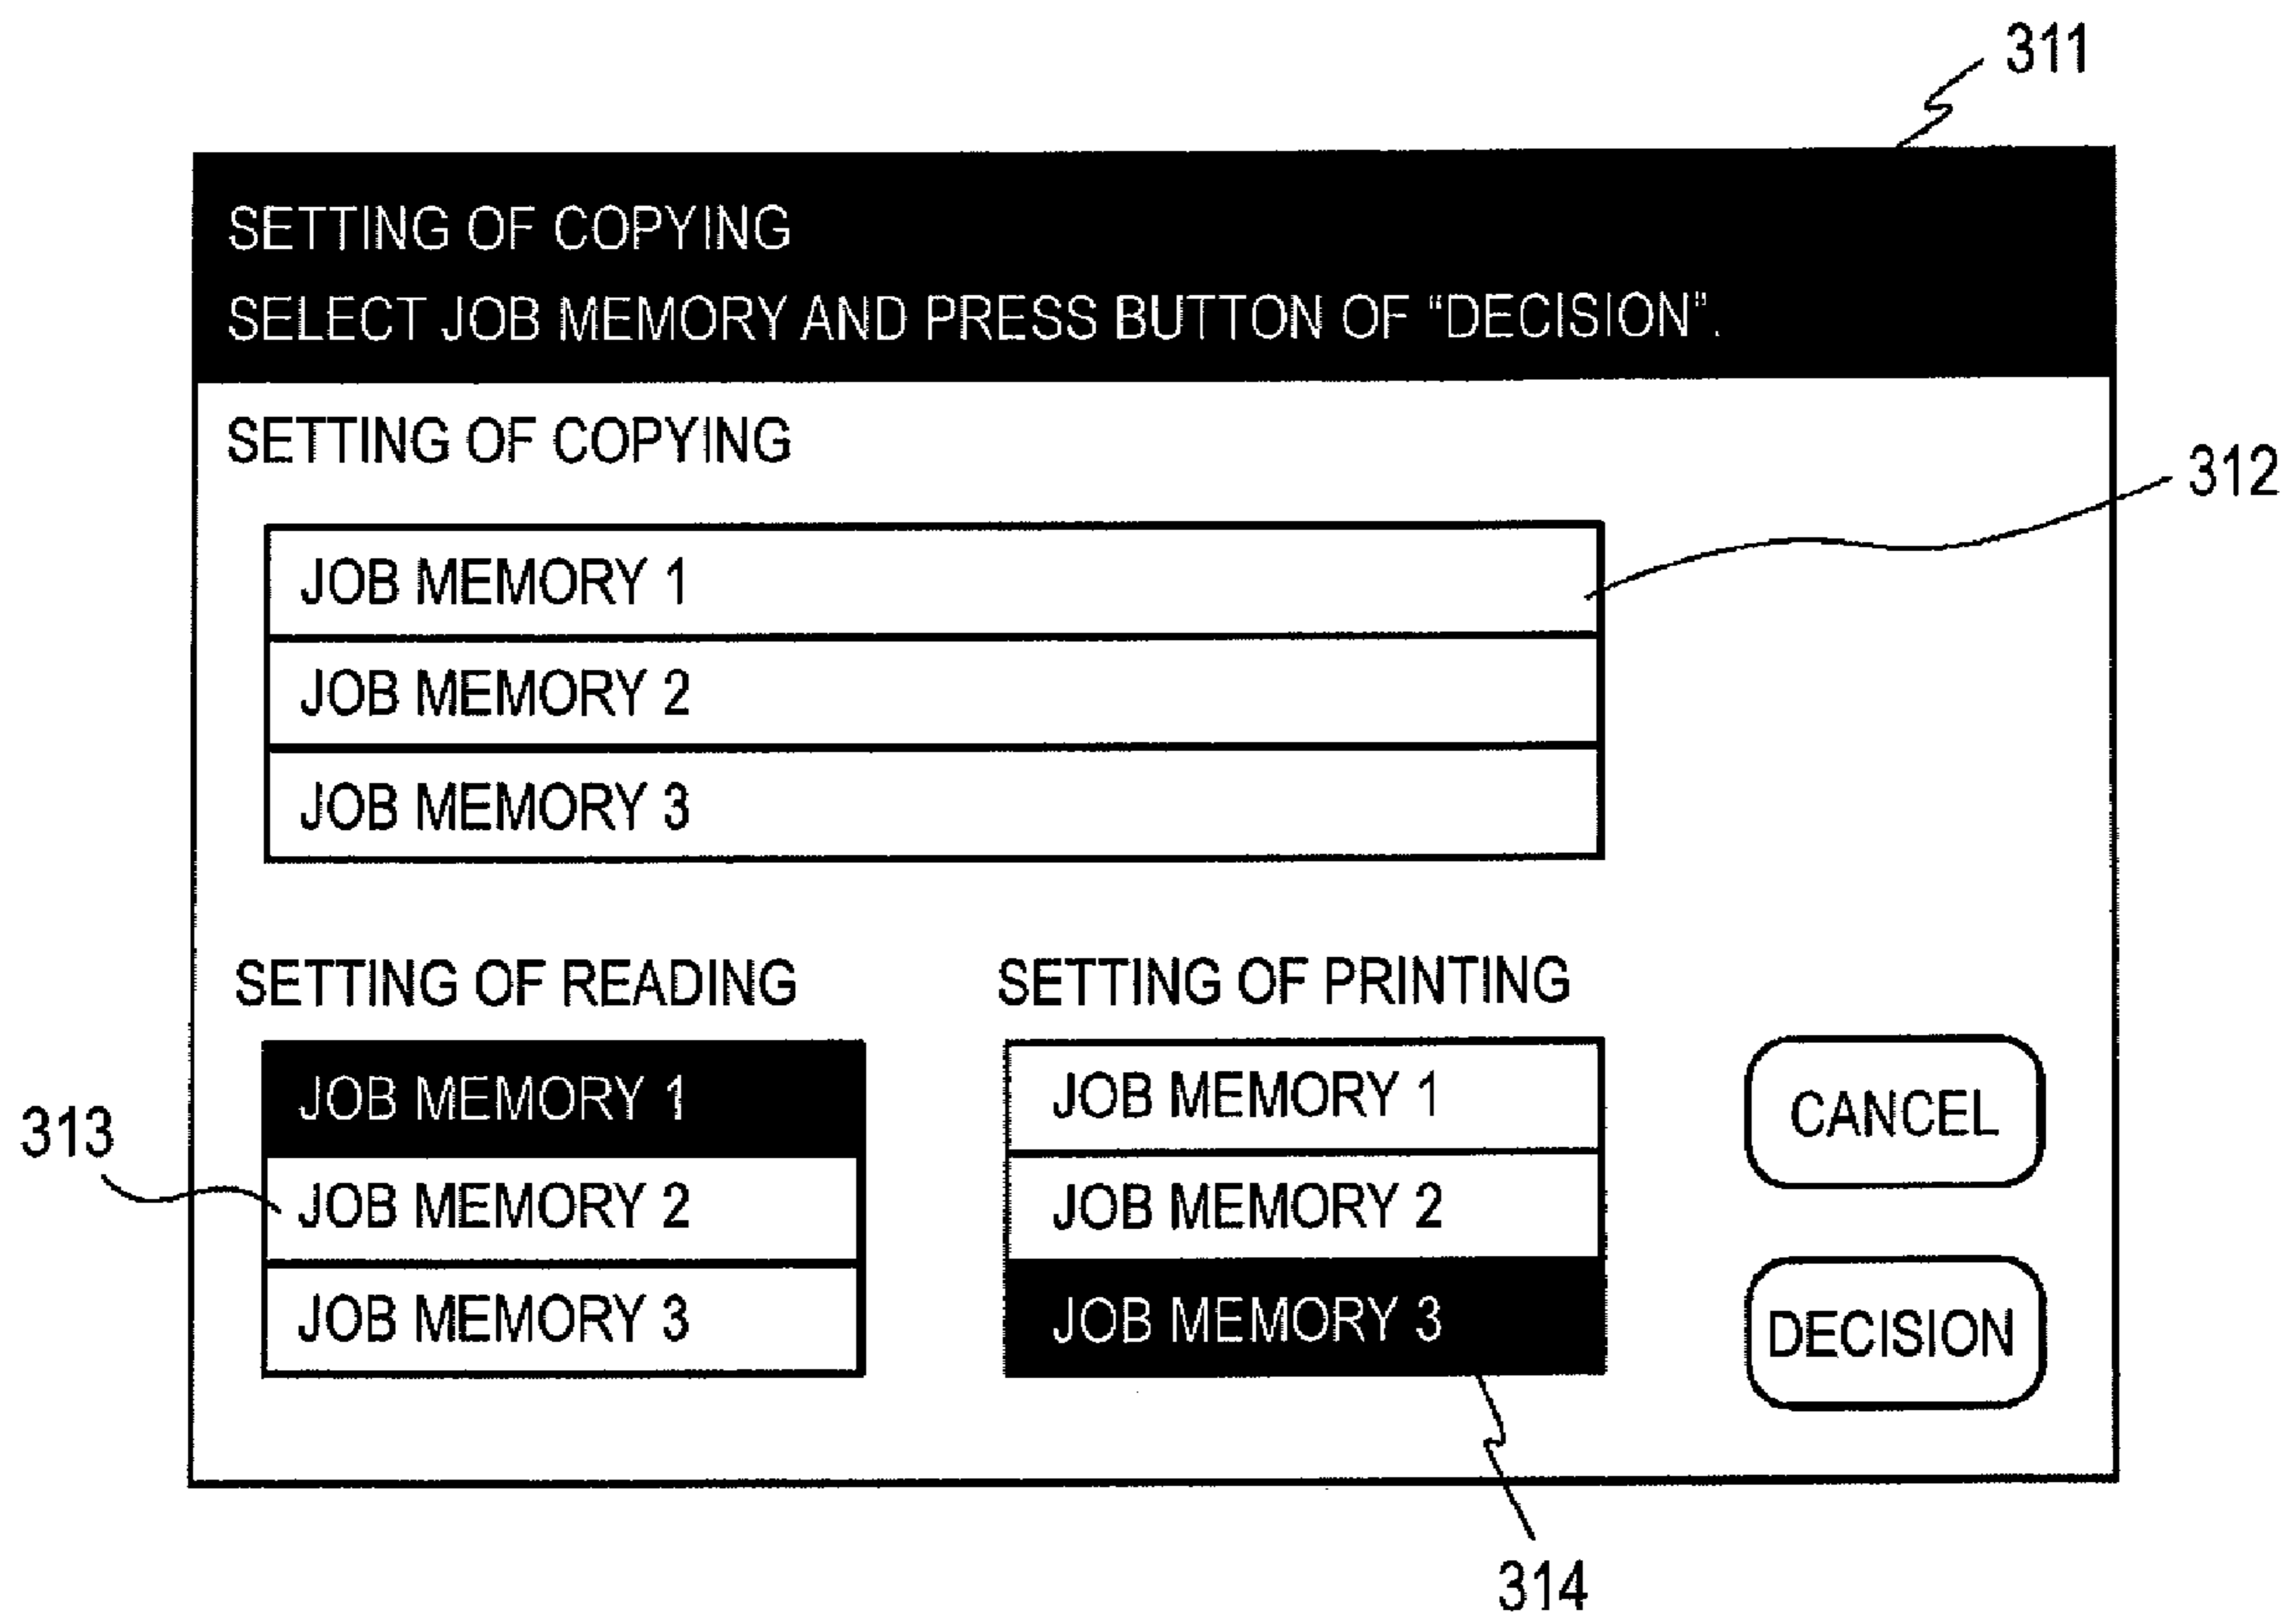 311
SETTING OF COPYING
SELECT JOB MEMORY AND PRESS BUTTON OF “DECISION”.
SETTING OF COPYING
312
JOB MEMORY 1
JOB MEMORY 2
JOB MEMORY 3
SETTING OF READING
JOB MEMORY 1
313
JOB MEMORY 2
JOB MEMORY 3
SETTING OF PRINTING
JOB MEMORY 1
JOB MEMORY 2
JOB MEMORY 3
314
CANCEL
DECISION